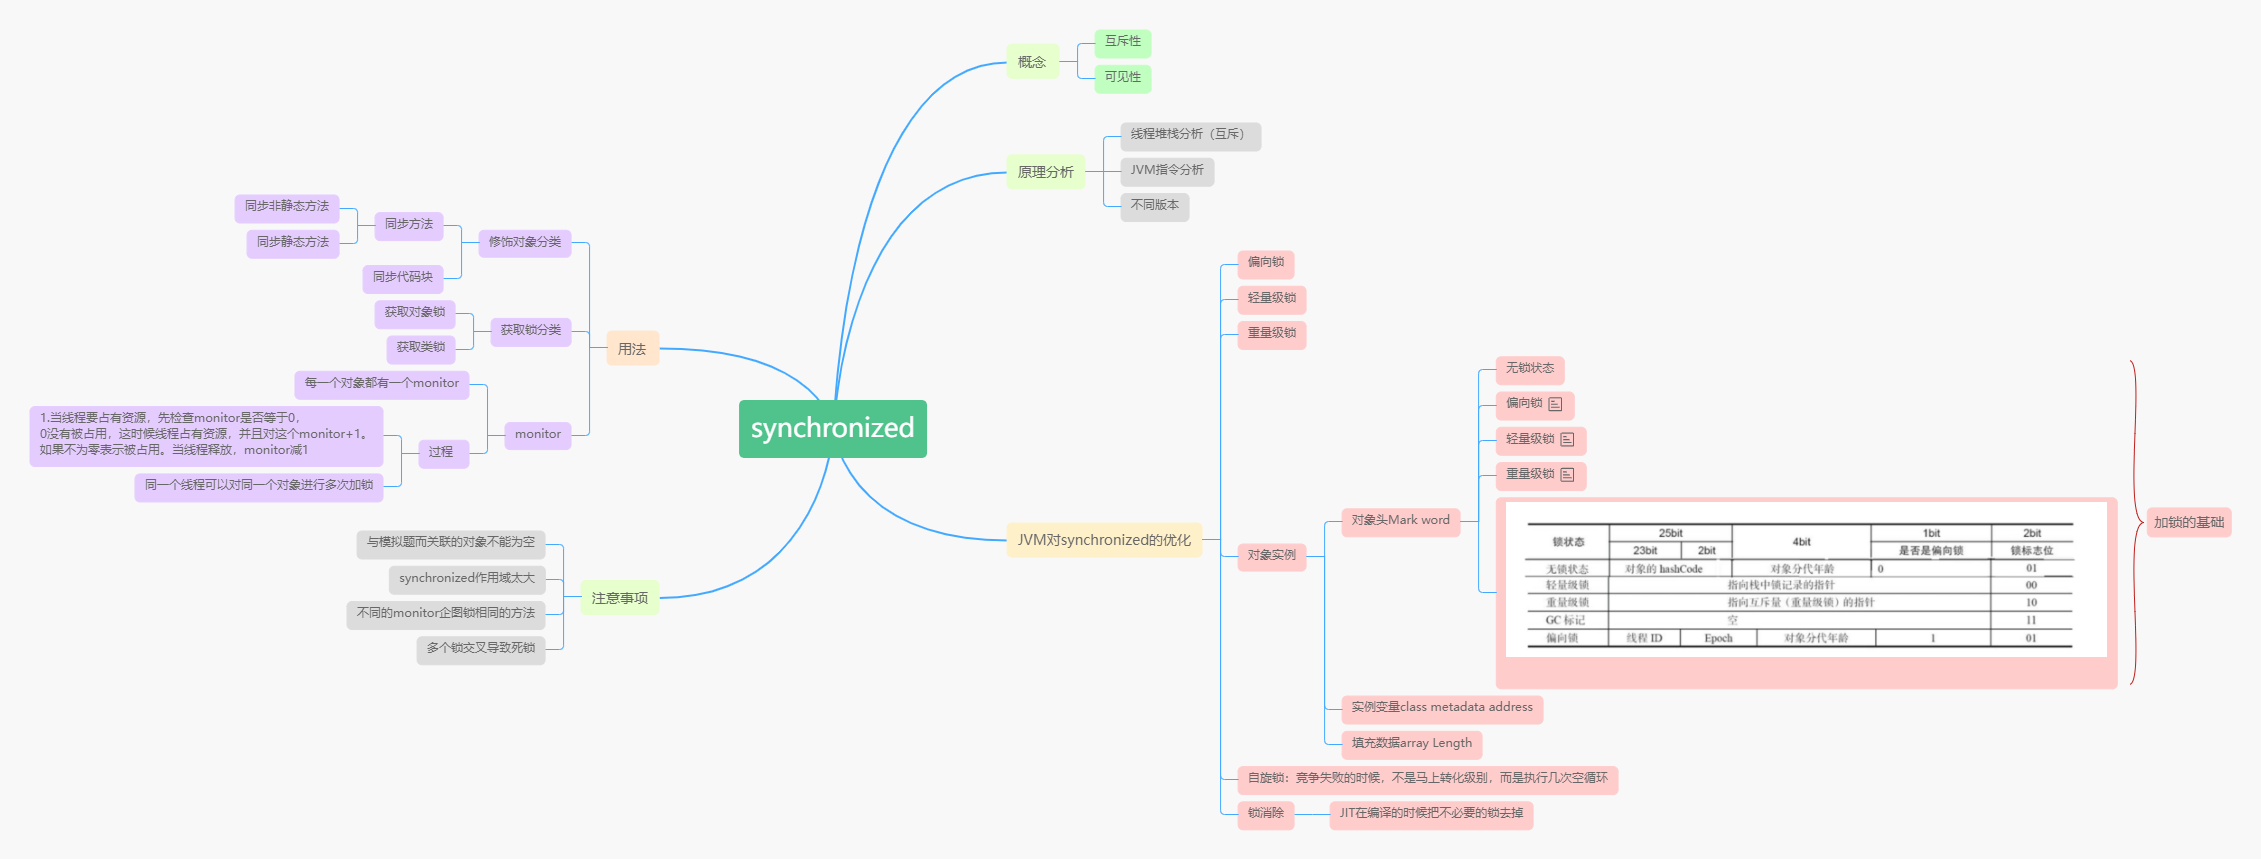 synchronized
概念
互斥性
可见性
原理分析
线程堆栈分析（互斥）
JVM指令分析
不同版本
JVM对synchronized的优化
偏向锁
轻量级锁
重量级锁
对象实例
对象头Mark word
无锁状态
偏向锁
轻量级锁
重量级锁
锁状态 25bit 4bit 1bit 2bit
23bit 2bit 是否是偏向锁 锁标志位
无锁状态 对象的 hashCode 对象分代年龄 0 01
轻量级锁 指向栈中锁记录的指针 00
重量级锁 指向互斥量（重量级锁）的指针 10
GC 标记 空 11
偏向锁 线程 ID Epoch 对象分代年龄 1 01
加锁的基础
实例变量class metadata address
填充数据array Length
自旋锁：竞争失败的时候，不是马上转化级别，而是执行几次空循环
锁消除
JIT在编译的时候把不必要的锁去掉
用法
修饰对象分类
同步方法
同步非静态方法
同步静态方法
同步代码块
获取锁分类
获取对象锁
获取类锁
monitor
每一个对象都有一个monitor
过程
1.当线程要占有资源，先检查monitor是否等于0，
0没有被占用，这时候线程占有资源，并且对这个monitor+1。
如果不为零表示被占用。当线程释放，monitor减1
同一个线程可以对同一个对象进行多次加锁
注意事项
与模拟题而关联的对象不能为空
synchronized作用域太大
不同的monitor企图锁相同的方法
多个锁交叉导致死锁